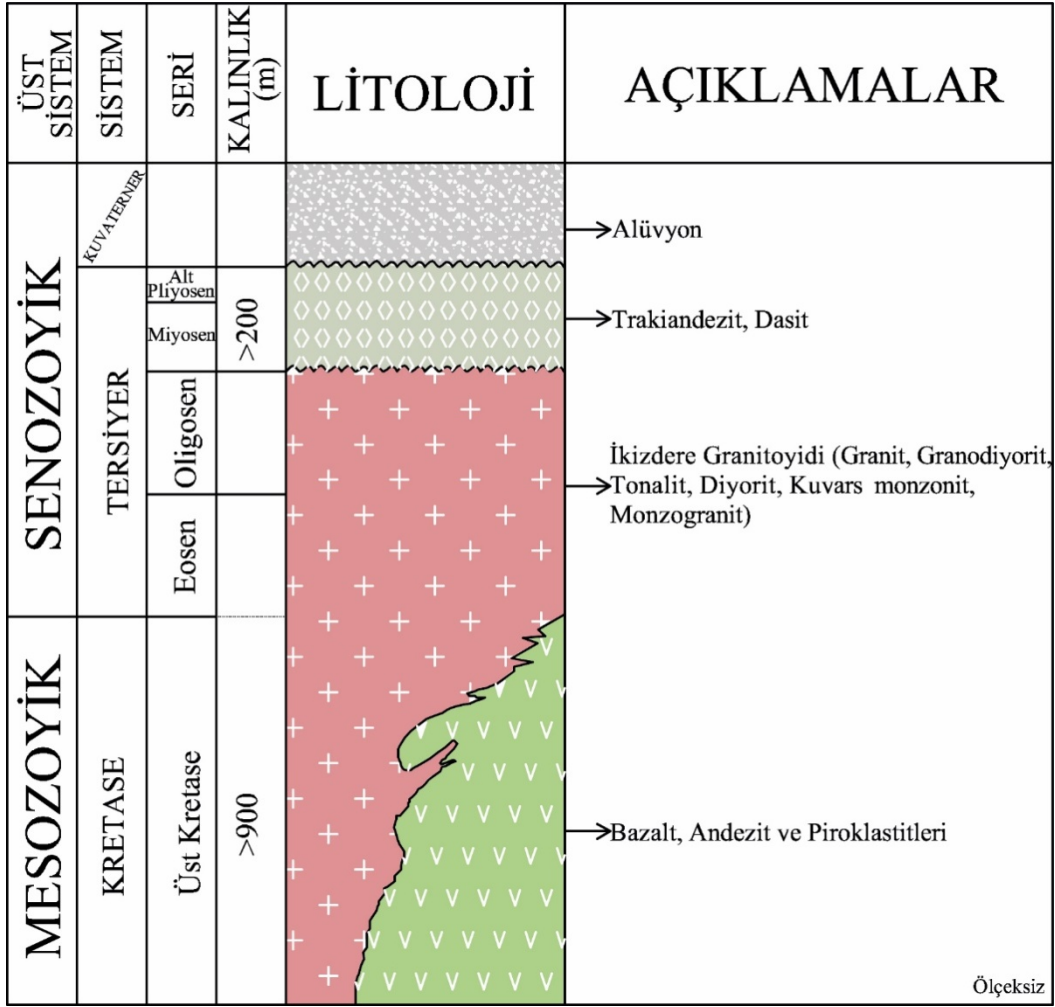 ÜST
SİSTEM
SİSTEM
SERİ
KALINLIK
(m)
LİTOLOJİ
AÇIKLAMALAR
SENOZOYİK
KUVATERNER
Alüvyon
TERSİYER
Alt
Pliyosen
Miyosen
>200
Trakiandezit, Dasit
Oligosen
Eosen
İkizdere Granitoyidi (Granit, Granodiyorit,
Tonalit, Diyorit, Kuvars monzonit,
Monzogranit)
MESOZOYİK
KRETASE
Üst Kretase
>900
Bazalt, Andezit ve Piroklastitleri
Ölçeksiz